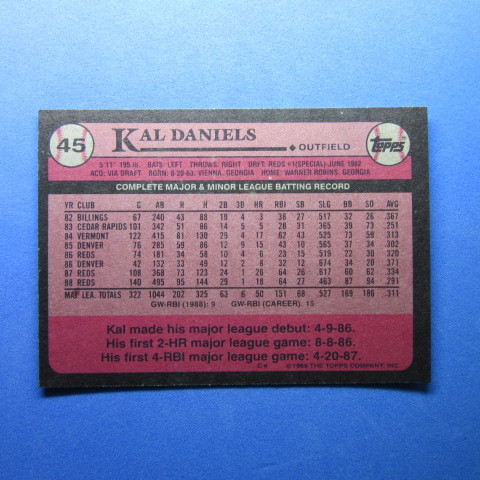 45
KAL DANIELS
OUTFIELD
topps
5'11" 195 lb. BATS: LEFT THROWS: RIGHT DRFT: REDS #1(SPECIAL)-JUNE 1982
ACQ: VIA DRAFT BORN: 8-20-63, VIENNA, GEORGIA HOME: WARNER ROBINS, GEORGIA
COMPLETE MAJOR & MINOR LEAGUE BATTING RECORD
YR CLUB G AB R H 2B 3B HR RBI SB SLG BB SO AVG
82 BILLINGS 67 240 43 88 19 4 3 38 27 517 32 26 .367
83 CEDAR RAPIDS 101 342 51 86 14 5 5 31 36 365 39 73 .251
84 VERMONT 122 415 81 130 29 4 17 62 43 525 73 59 .313
85 DENVER 76 285 59 86 12 9 15 43 10 535 37 34 .302
86 REDS 74 181 34 58 10 4 6 23 15 519 22 30 .320
86 DENVER 42 132 42 49 12 6 32 12 .371
87 REDS 108 368 73 123 24 1 26 64 26 617 60 62 .334
88 REDS 140 495 95 144 29 1 18 64 27 463 87 94 .291
MAJ. LEA. TOTALS 322 1044 202 325 63 6 50 151 68 527 169 186 .311
GW-RBI (1988): 9 GW-RBI (CAREER): 15
Kal made his major league debut: 4-9-86.
His first 2-HR major league game: 8-8-86.
His first 4-RBI major league game: 4-20-87.
©1989 THE TOPPS COMPANY, INC.